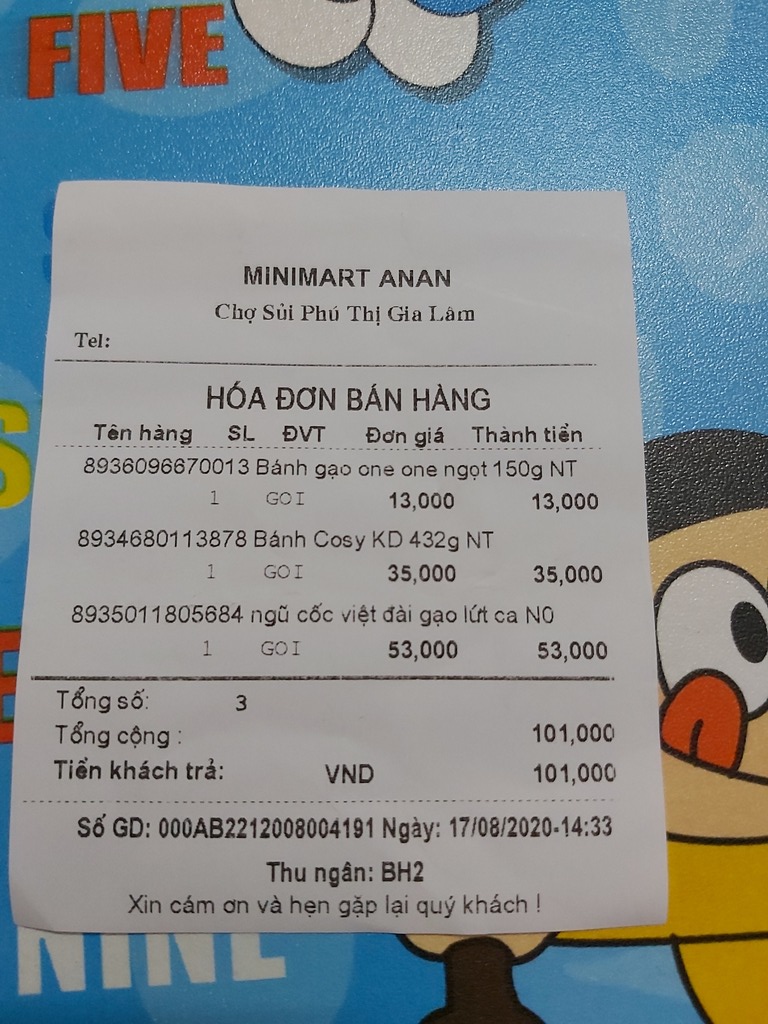 FIVE
MINIMART ANAN
Chợ Sủi Phú Thị Gia Lâm
Tel:
HÓA ĐƠN BÁN HÀNG
Tên hàng SL ĐVT Đơn giá Thành tiền
8936096670013 Bánh gạo one one ngọt 150g NT
1 GOI 13,000 13,000
8934680113878 Bánh Cosy KD 432g NT
1 GOI 35,000 35,000
8935011805684 ngũ cốc việt đài gạo lứt ca N0
1 GOI 53,000 53,000
Tổng số: 3
Tổng cộng : 101,000
Tiền khách trả: VND 101,000
Số GD: 000AB2212008004191 Ngày: 17/08/2020-14:33
Thu ngân: BH2
Xin cám ơn và hẹn gặp lại quý khách !
NINE